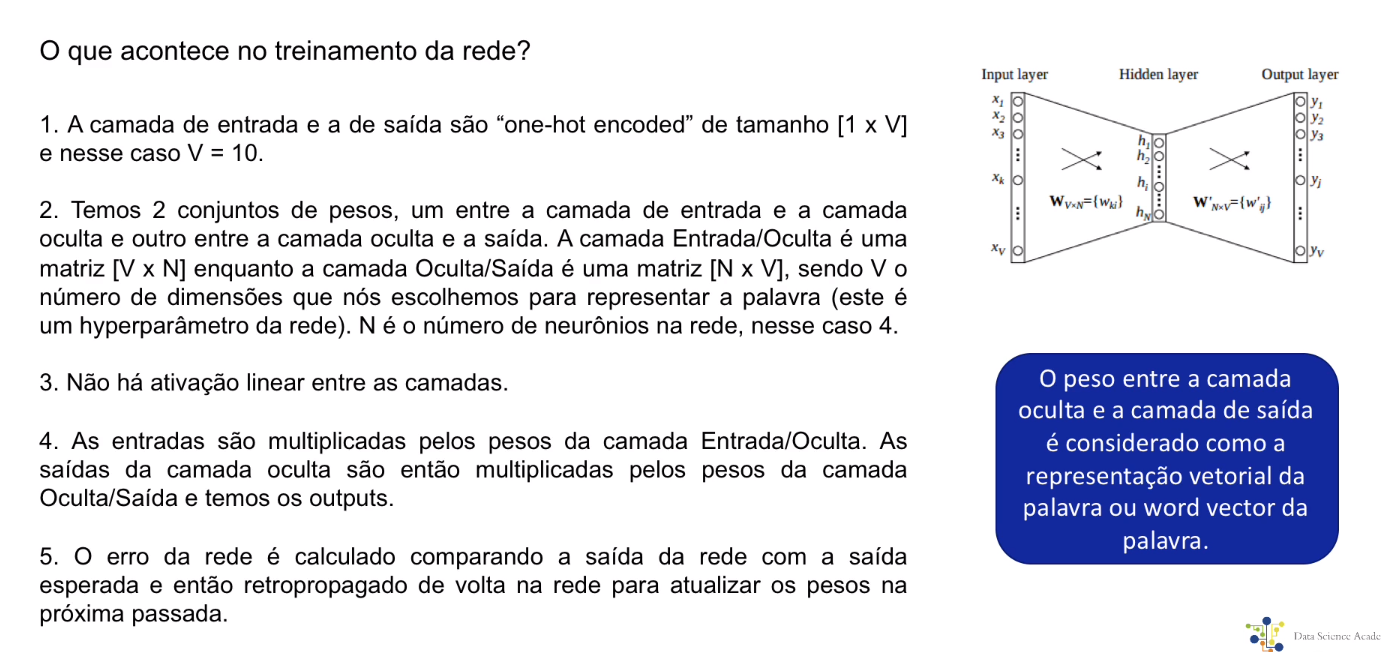 O que acontece no treinamento da rede?
1. A camada de entrada e a de saída são “one-hot encoded” de tamanho [1 x V]
e nesse caso V = 10.
2. Temos 2 conjuntos de pesos, um entre a camada de entrada e a camada
oculta e outro entre a camada oculta e a saída. A camada Entrada/Oculta é uma
matriz [V x N] enquanto a camada Oculta/Saída é uma matriz [N x V], sendo V o
número de dimensões que nós escolhemos para representar a palavra (este é
um hyperparâmetro da rede). N é o número de neurônios na rede, nesse caso 4.
3. Não há ativação linear entre as camadas.
4. As entradas são multiplicadas pelos pesos da camada Entrada/Oculta. As
saídas da camada oculta são então multiplicadas pelos pesos da camada
Oculta/Saída e temos os outputs.
5. O erro da rede é calculado comparando a saída da rede com a saída
esperada e então retropropagado de volta na rede para atualizar os pesos na
próxima passada.
Input layer Hidden layer Output layer
x1
x2
x3
xk
xV
W V×N={wki}
h1
h2
hi
hN
W'N×V={w'ij}
y1
y2
y3
yj
yV
O peso entre a camada
oculta e a camada de saída
é considerado como a
representação vetorial da
palavra ou word vector da
palavra.
Data Science Acade